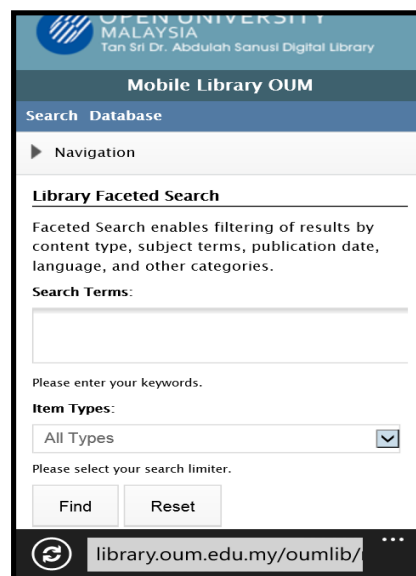 OPEN UNIVERSITY
MALAYSIA
Tan Sri Dr. Abdulah Sanusi Digital Library
Mobile Library OUM
Search Database
Navigation
Library Faceted Search
Faceted Search enables filtering of results by
content type, subject terms, publication date,
language, and other categories.
Search Terms:
Please enter your keywords.
Item Types:
All Types
Please select your search limiter.
Find Reset
library.oum.edu.my/oumlib/